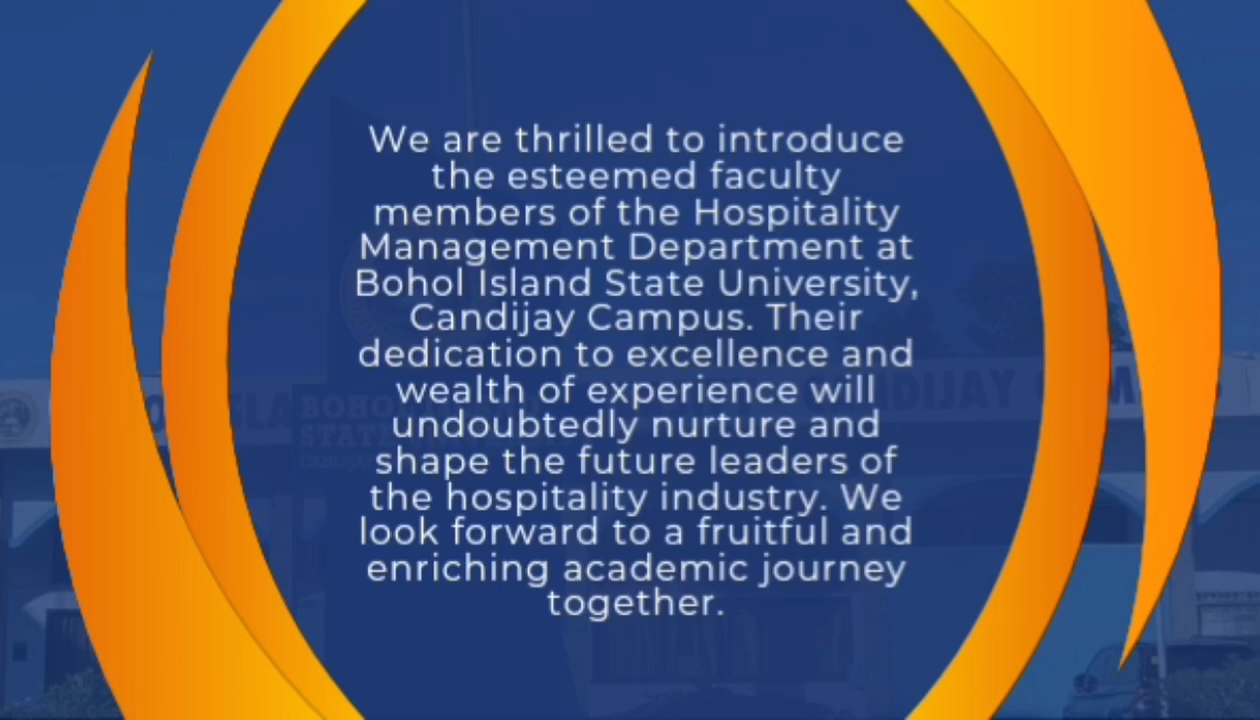 We are thrilled to introduce
the esteemed faculty
members of the Hospitality
Management Department at
Bohol Island State University,
Candijay Campus. Their
dedication to excellence and
wealth of experience will
undoubtedly nurture and
shape the future leaders of
the hospitality industry. We
look forward to a fruitful and
enriching academic journey
together.
BOHO
STATE